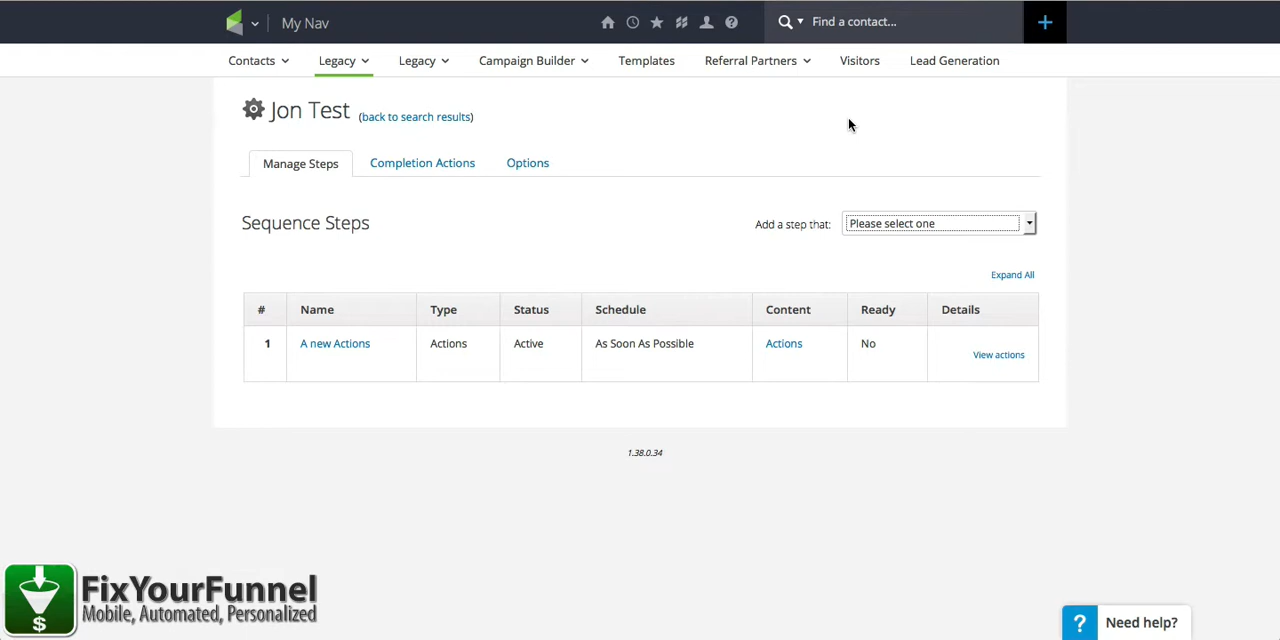 My Nav
Find a contact...
Contacts Legacy Legacy Campaign Builder Templates Referral Partners Visitors Lead Generation
Jon Test (back to search results)
Manage Steps Completion Actions Options
Sequence Steps
Add a step that: Please select one
Expand All
# Name Type Status Schedule Content Ready Details
1 A new Actions Actions Active As Soon As Possible Actions No View actions
1.38.0.34
FixYourFunnel
Mobile, Automated, Personalized
$
? Need help?